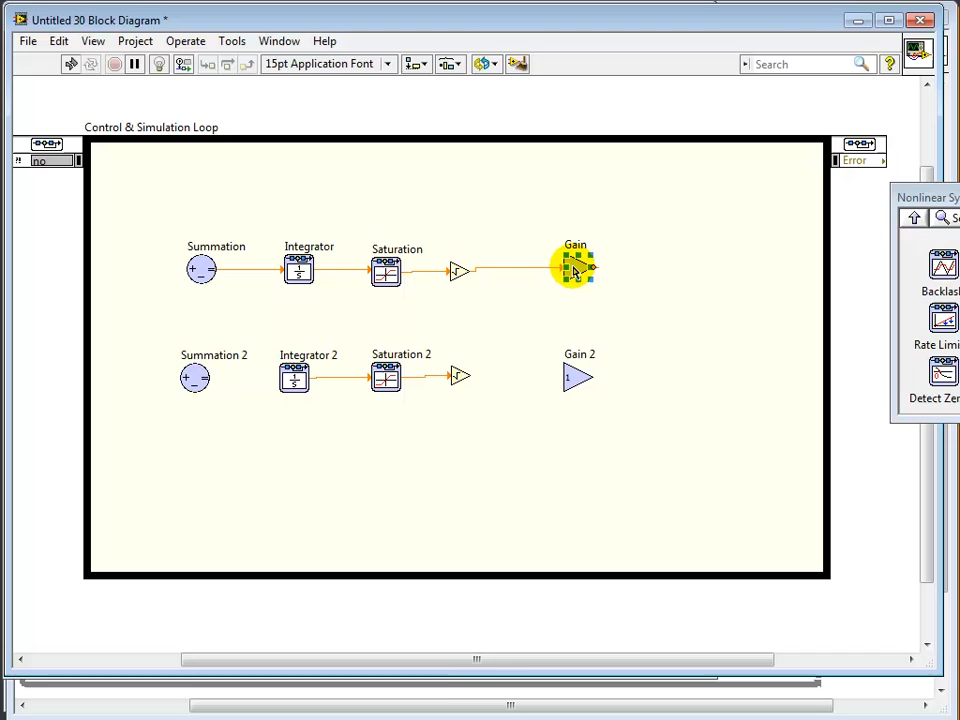 Untitled 30 Block Diagram *
File Edit View Project Operate Tools Window Help
15pt Application Font
Search
?
Control & Simulation Loop
?! no
Error
Nonlinear Sy
Summation Integrator Saturation Gain
Backlash
Rate Limi
Detect Zer
Summation 2 Integrator 2 Saturation 2 Gain 2
1